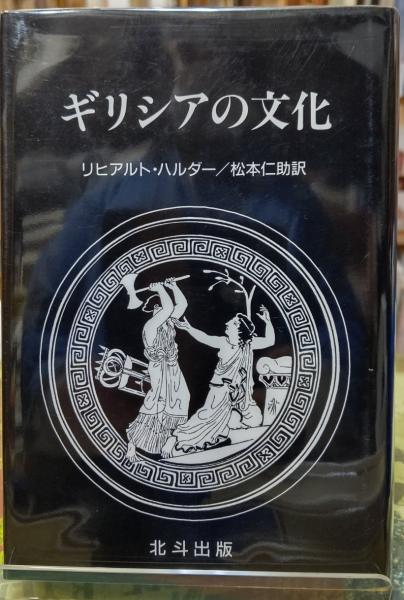 ギリシアの文化
リヒアルト・ハルダー／松本仁助訳
北斗出版